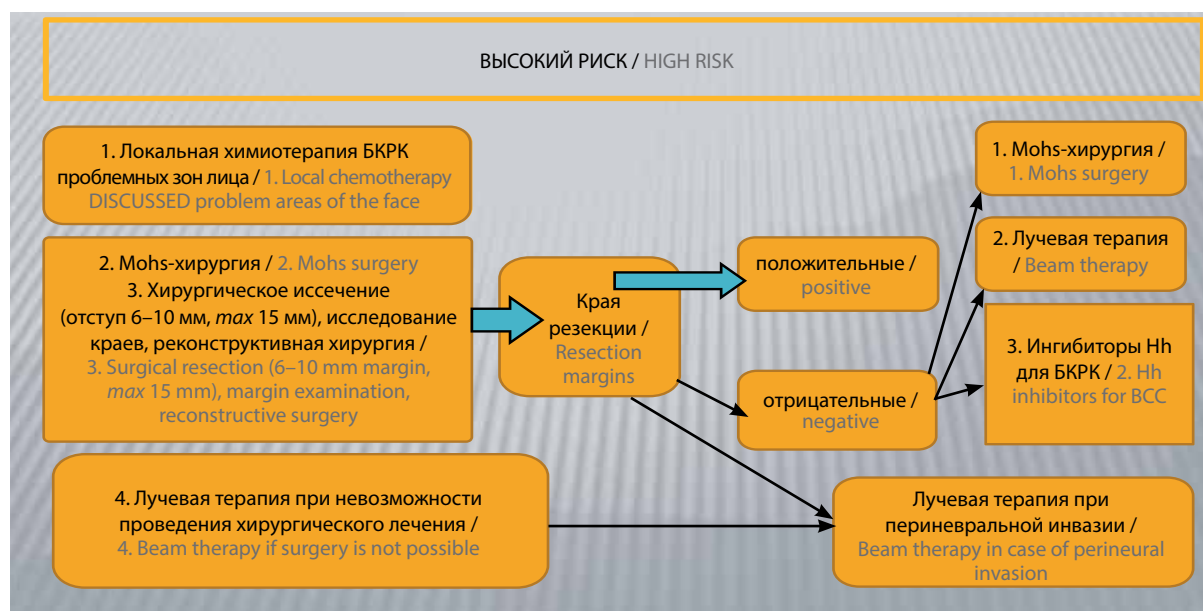 ВЫСОКИЙ РИСК / HIGH RISK
1. Локальная химиотерапия БКРК
проблемных зон лица / 1. Local chemotherapy
DISCUSSED problem areas of the face
2. Mohs-хирургия / 2. Mohs surgery
3. Хирургическое иссечение
(отступ 6–10 мм, max 15 мм), исследование
краев, реконструктивная хирургия /
3. Surgical resection (6–10 mm margin,
max 15 mm), margin examination,
reconstructive surgery
4. Лучевая терапия при невозможности
проведения хирургического лечения /
4. Beam therapy if surgery is not possible
Края
резекции /
Resection
margins
положительные /
positive
отрицательные /
negative
1. Mohs-хирургия /
1. Mohs surgery
2. Лучевая терапия
/ Beam therapy
3. Ингибиторы Hh
для БКРК / 2. Hh
inhibitors for BCC
Лучевая терапия при
периневральной инвазии /
Beam therapy in case of perineural
invasion